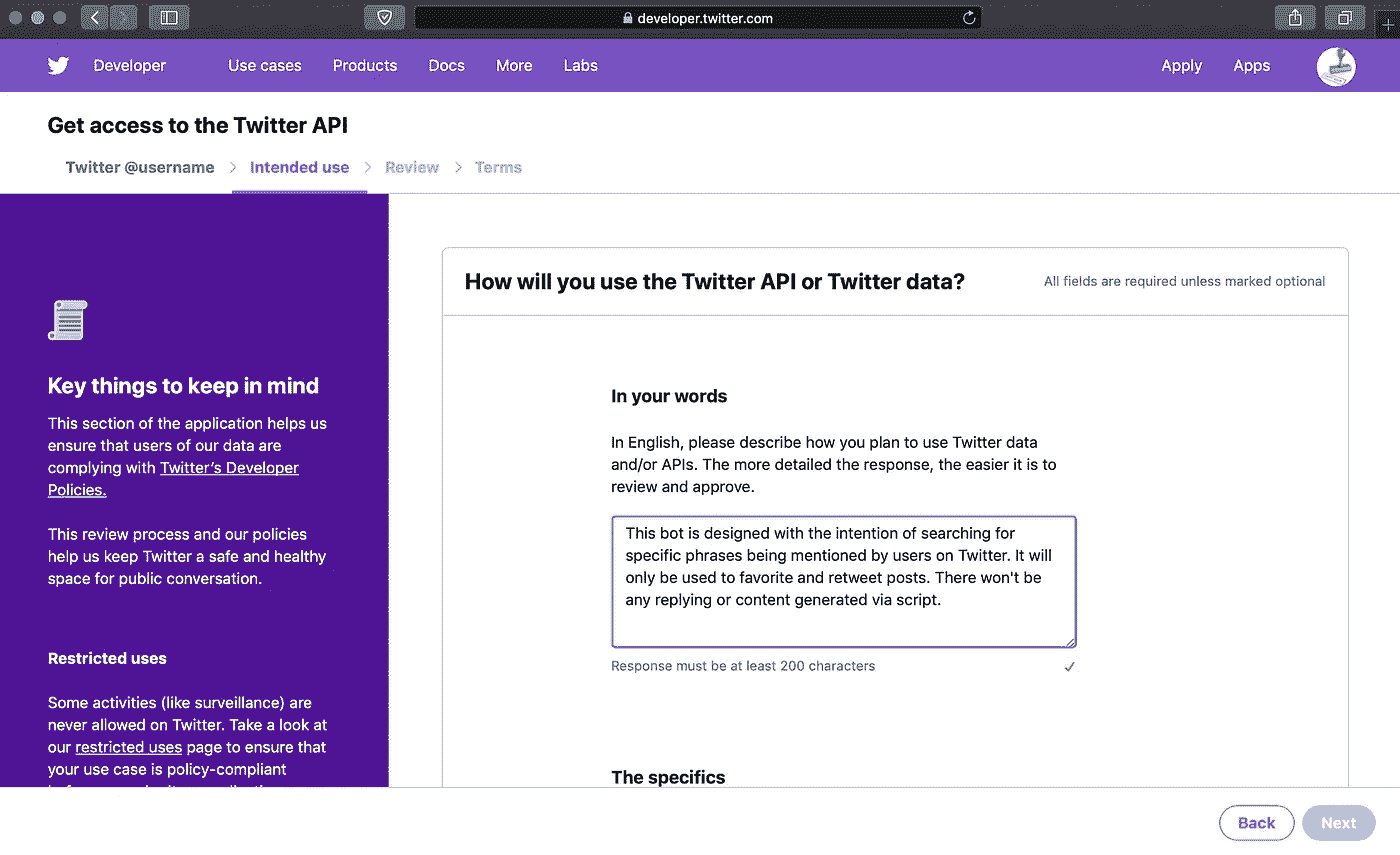 developer.twitter.com
Developer Use cases Products Docs More Labs Apply Apps
Get access to the Twitter API
Twitter @username > Intended use > Review > Terms
Key things to keep in mind
This section of the application helps us
ensure that users of our data are
complying with Twitter's Developer
Policies.
This review process and our policies
help us keep Twitter a safe and healthy
space for public conversation.
Restricted uses
Some activities (like surveillance) are
never allowed on Twitter. Take a look at
our restricted uses page to ensure that
your use case is policy-compliant
How will you use the Twitter API or Twitter data?
All fields are required unless marked optional
In your words
In English, please describe how you plan to use Twitter data
and/or APIs. The more detailed the response, the easier it is to
review and approve.
This bot is designed with the intention of searching for
specific phrases being mentioned by users on Twitter. It will
only be used to favorite and retweet posts. There won't be
any replying or content generated via script.
Response must be at least 200 characters
The specifics
Back Next